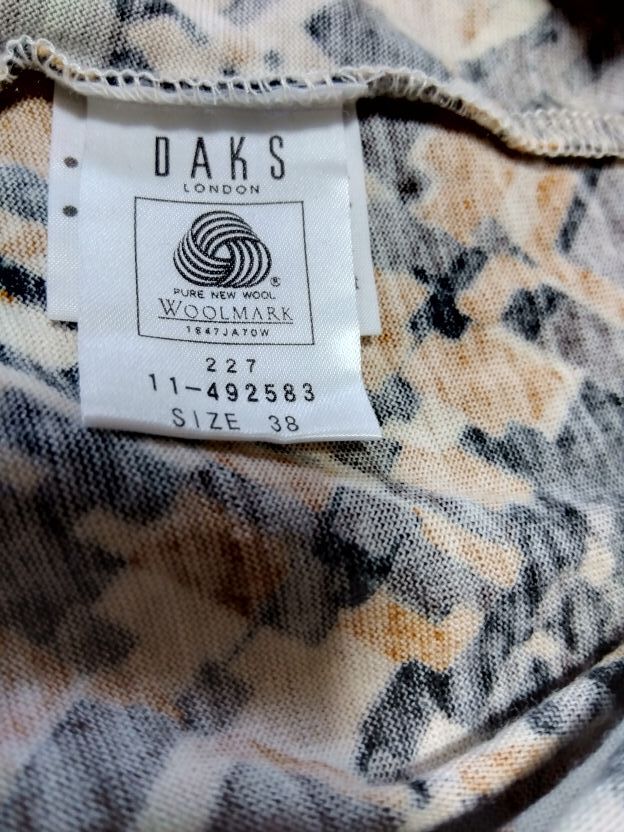 DAKS
LONDON
PURE NEW WOOL
WOOLMARK
1847JA70W
227
11-492583
SIZE 38